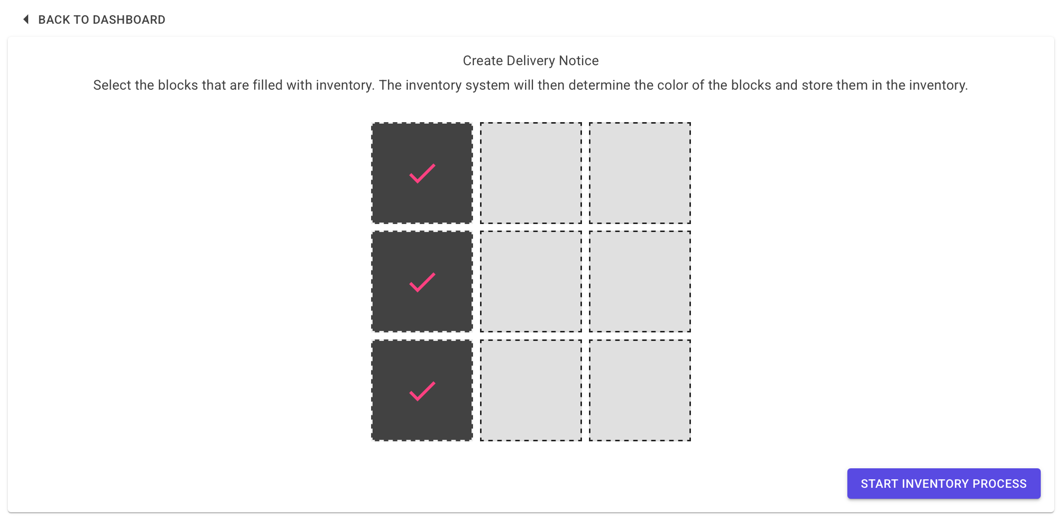 BACK TO DASHBOARD
Create Delivery Notice
Select the blocks that are filled with inventory. The inventory system will then determine the color of the blocks and store them in the inventory.
START INVENTORY PROCESS